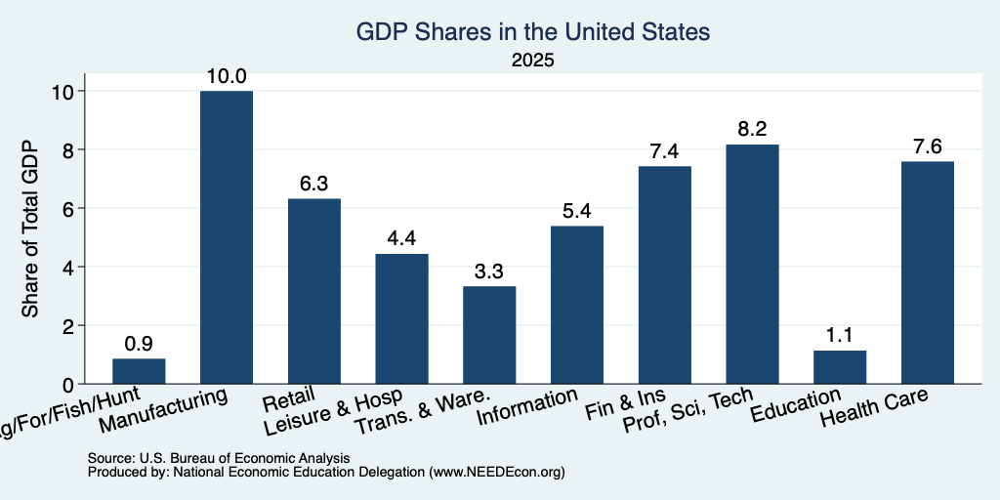 GDP Shares in the United States
2025
Share of Total GDP
10
8
6
4
2
0
0.9
10.0
6.3
4.4
3.3
5.4
7.4
8.2
1.1
7.6
g/For/Fish/Hunt
Manufacturing
Retail
Leisure & Hosp
Trans. & Ware.
Information
Fin & Ins
Prof, Sci, Tech
Education
Health Care
Source: U.S. Bureau of Economic Analysis
Produced by: National Economic Education Delegation (www.NEEDEcon.org)